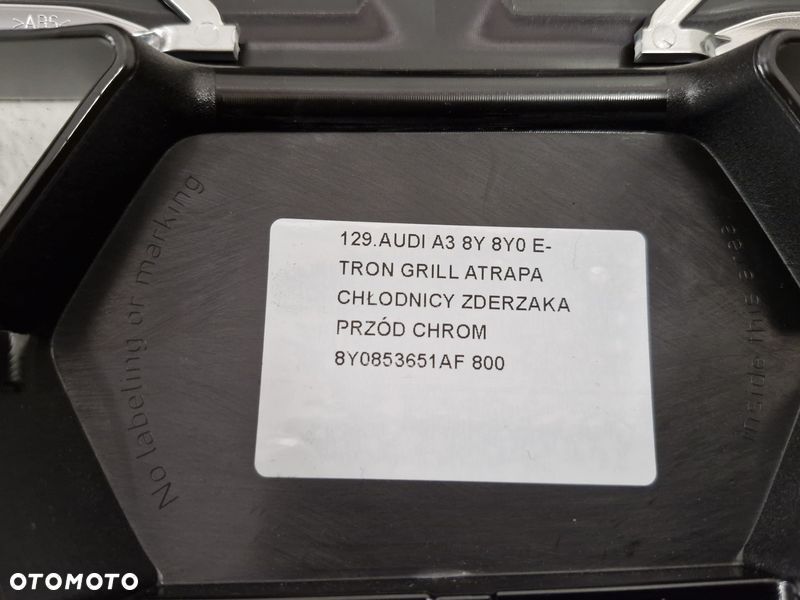 >ABS<
No labeling or marking
inside this area
129.AUDI A3 8Y 8Y0 E-
TRON GRILL ATRAPA
CHŁODNICY ZDERZAKA
PRZÓD CHROM
8Y0853651AF 800
OTOMOTO